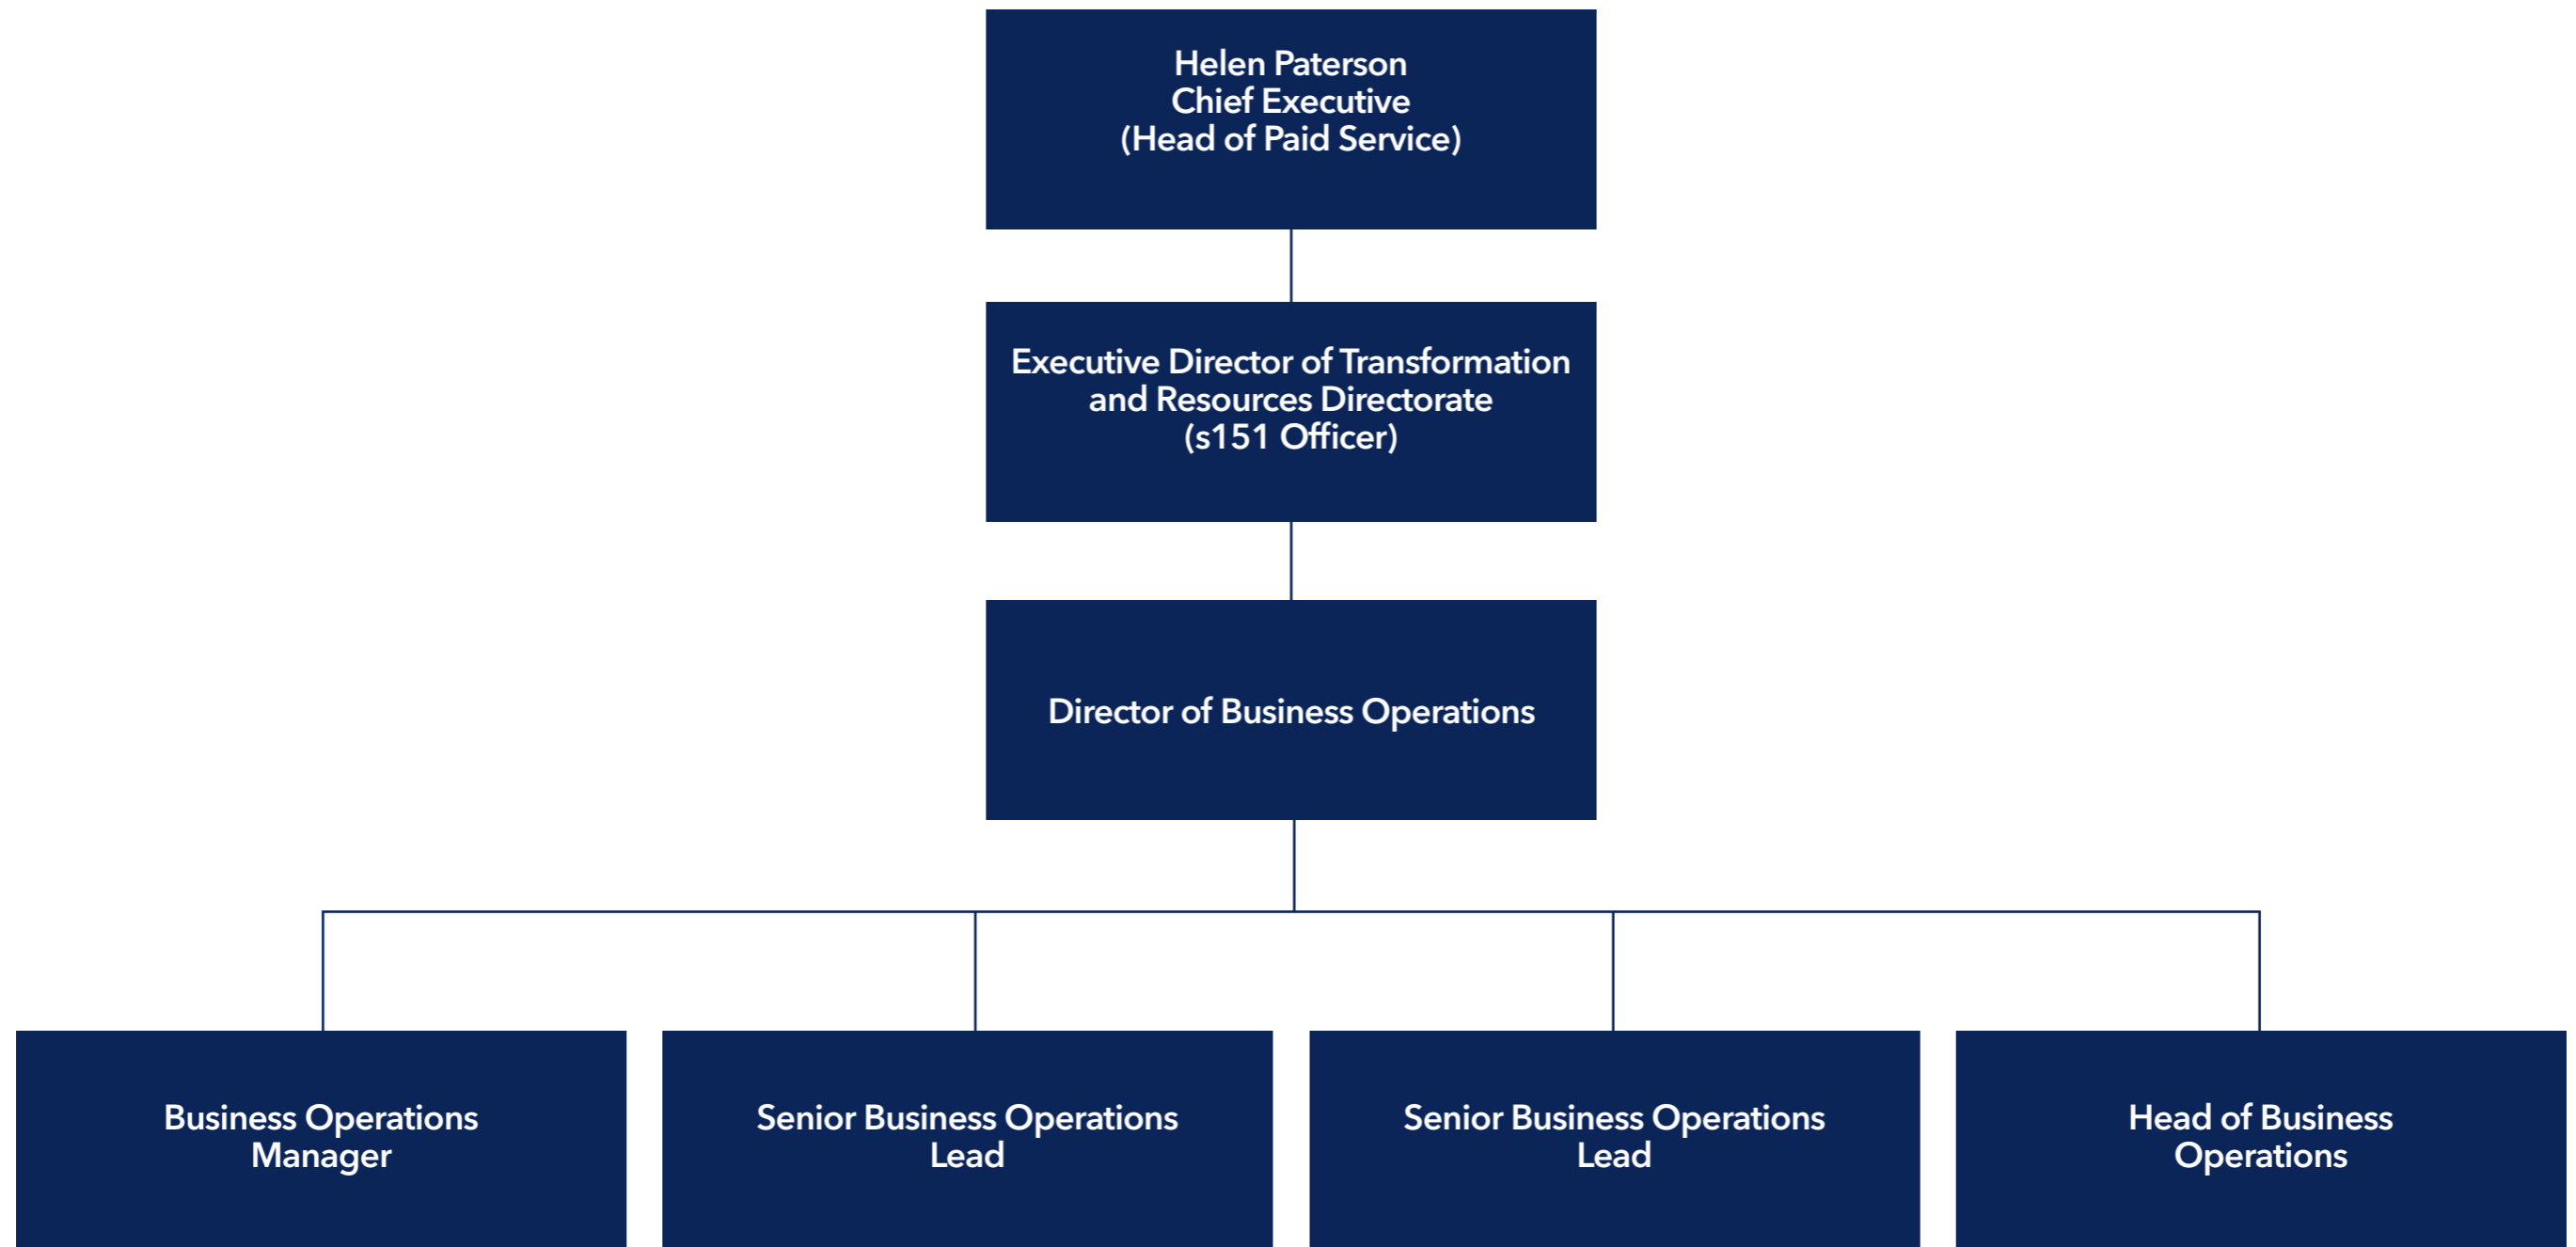 Helen Paterson
Chief Executive
(Head of Paid Service)
Executive Director of Transformation
and Resources Directorate
(s151 Officer)
Director of Business Operations
Business Operations
Manager
Senior Business Operations
Lead
Senior Business Operations
Lead
Head of Business
Operations